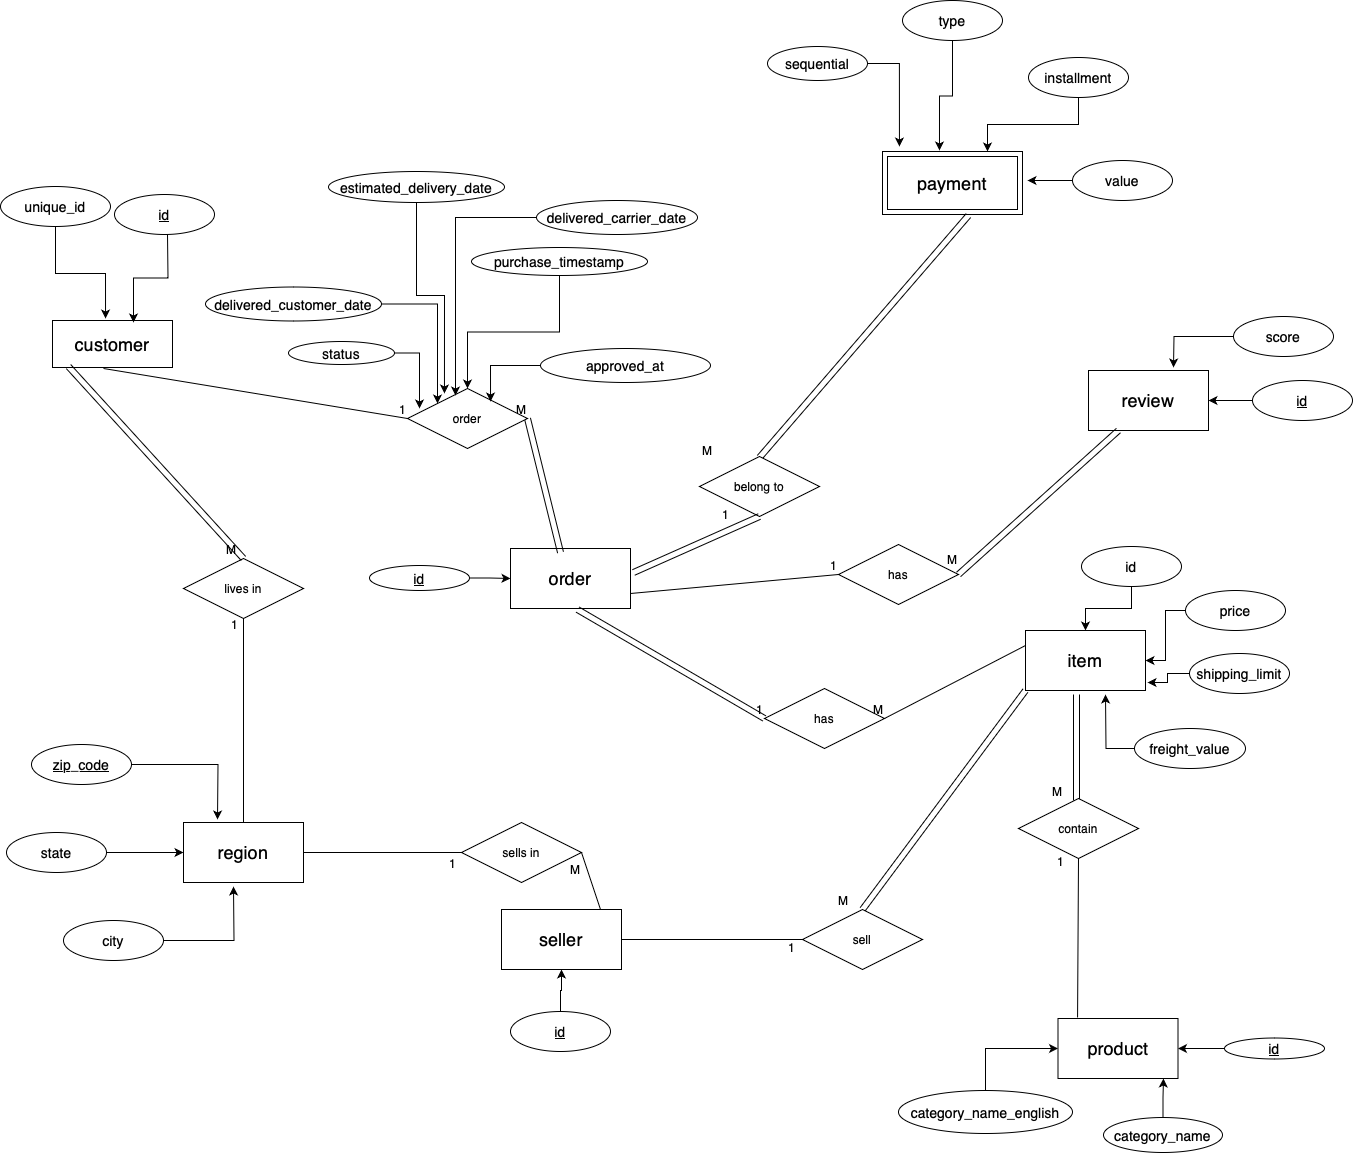 type
sequential
installment
payment
value
estimated_delivery_date
unique_id
id
delivered_carrier_date
purchase_timestamp
delivered_customer_date
customer
status
approved_at
score
1
M
order
review
id
M
belong to
1
M
order
id
1
has
M
id
lives in
1
price
item
shipping_limit
1
has
M
freight_value
zip_code
M
contain
1
state
region
1
sells in
M
M
city
seller
1
sell
id
product
id
category_name_english
category_name